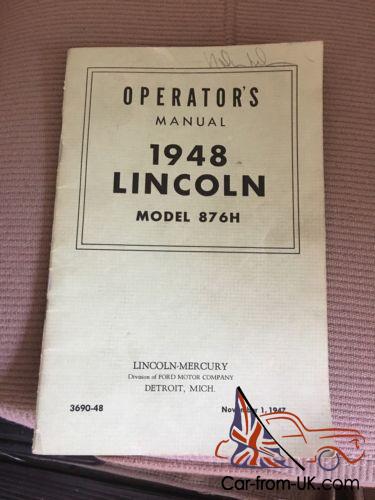 OPERATOR'S
MANUAL
1948
LINCOLN
MODEL 876H
LINCOLN-MERCURY
Division of FORD MOTOR COMPANY
DETROIT, MICH.
3690-48 November 1, 1947
Car-from-UK.com